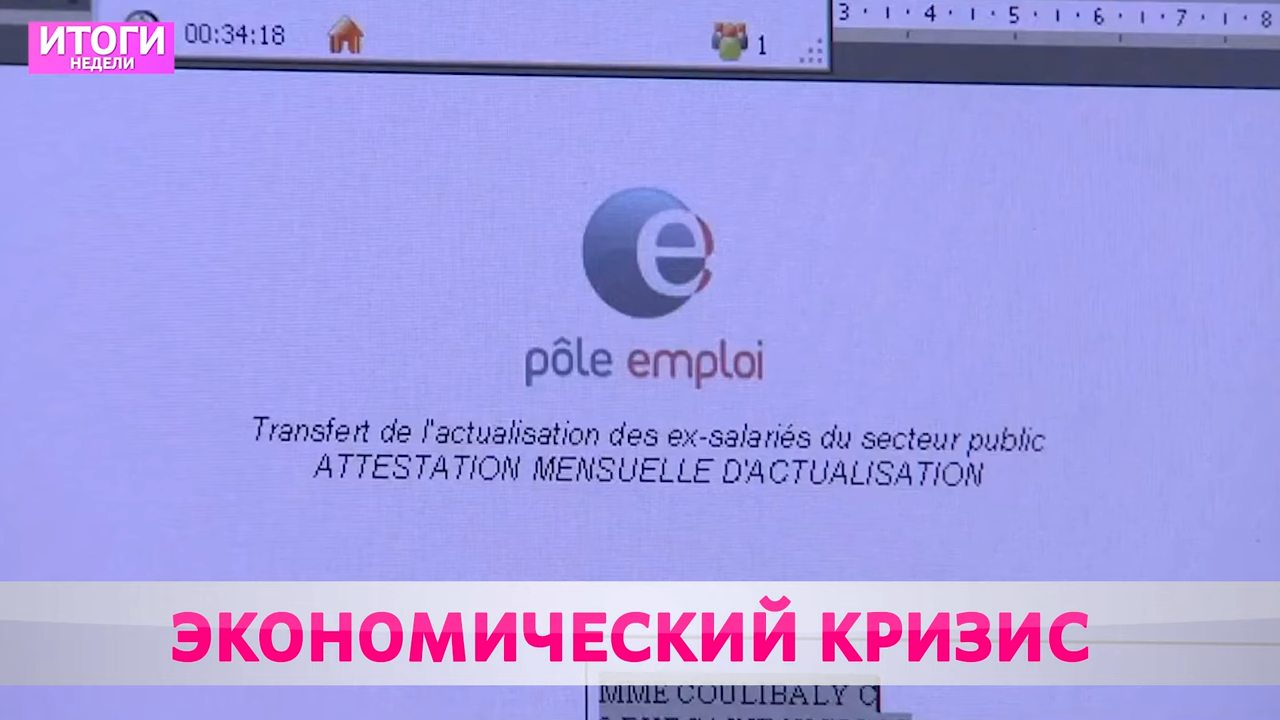 ИТОГИ
НЕДЕЛИ
00:34:18
1
3 4 5 6 7 8
pôle emploi
Transfert de l'actualisation des ex-salariés du secteur public
ATTESTATION MENSUELLE D'ACTUALISATION
ЭКОНОМИЧЕСКИЙ КРИЗИС
MME COULIBALY C